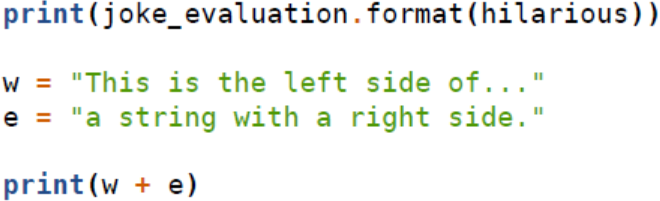 print(joke_evaluation.format(hilarious))
w = "This is the left side of..."
e = "a string with a right side."
print(w + e)